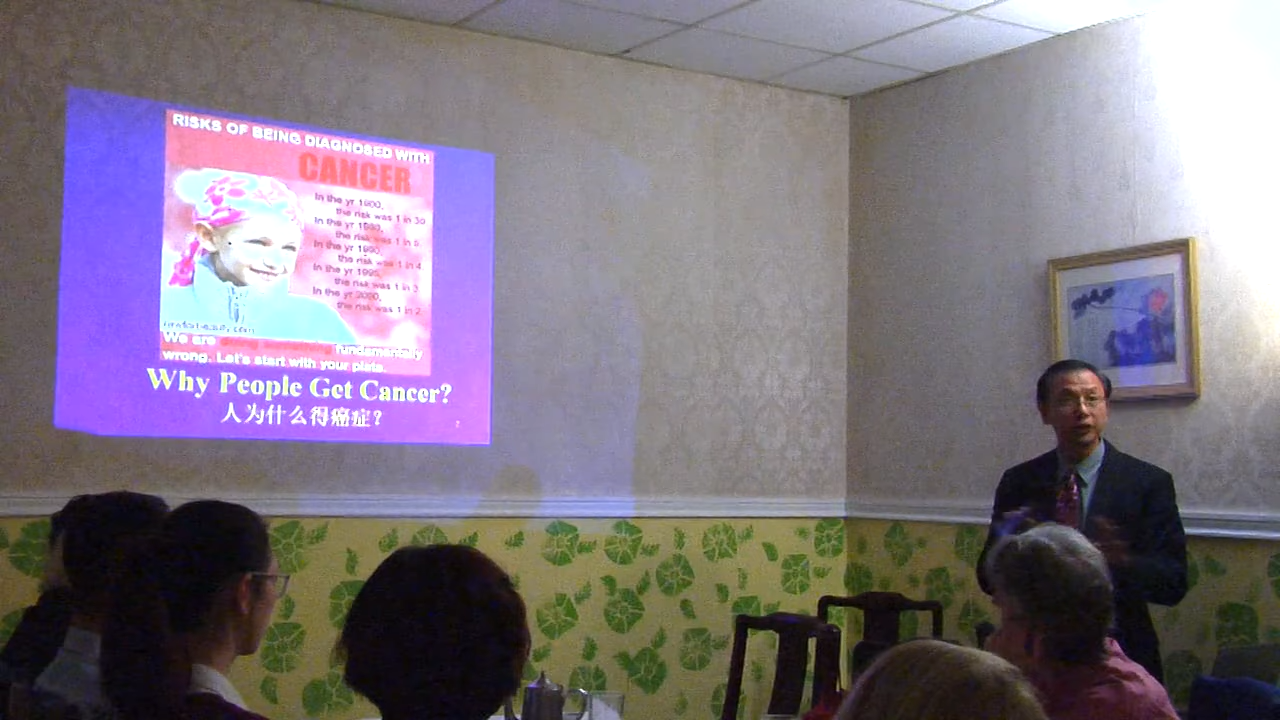 RISKS OF BEING DIAGNOSED WITH
CANCER
In the yr 1900,
the risk was 1 in 30
In the yr 1980,
the risk was 1 in 5
In the yr 1990,
the risk was 1 in 4
In the yr 1995,
the risk was 1 in 3
In the yr 2000,
the risk was 1 in 2
We are fundamentally
wrong. Let's start with your plate.
Why People Get Cancer?
人为什么得癌症?
2